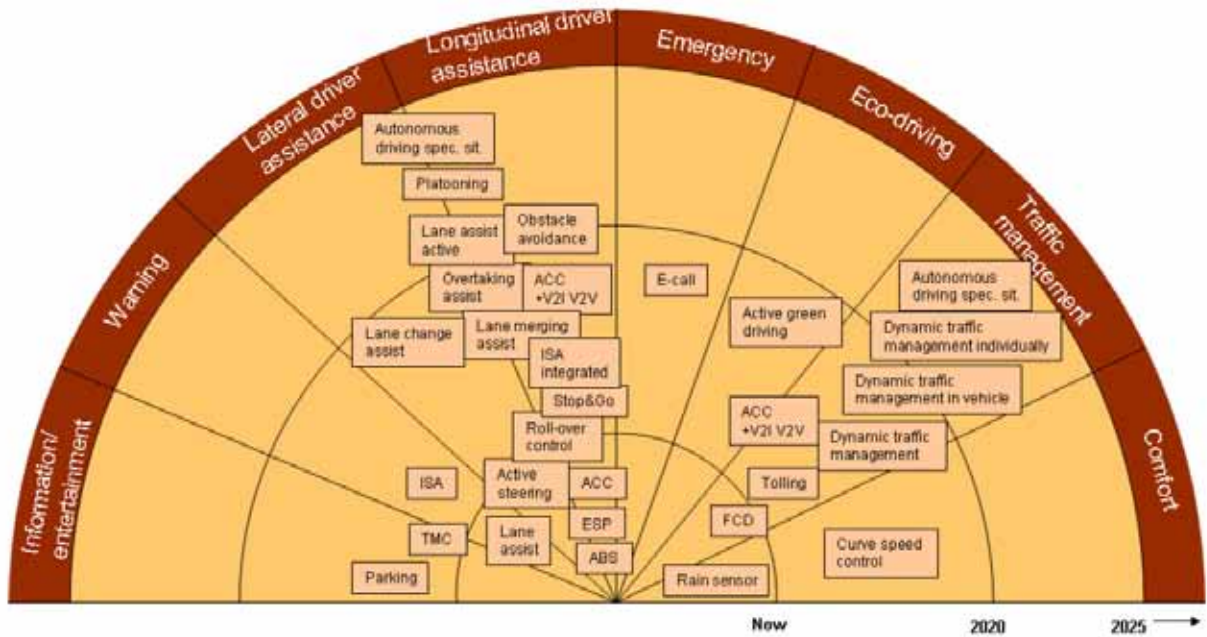 Information/
entertainment
Warning
Lateral driver
assistance
Longitudinal driver
assistance
Emergency
Eco-driving
Traffic
management
Comfort
Autonomous
driving spec. sit.
Platooning
Lane assist
active
Obstacle
avoidance
Overtaking
assist
ACC
+V2I V2V
Lane change
assist
Lane merging
assist
ISA
integrated
Stop&Go
Roll-over
control
ISA
Active
steering
ACC
TMC
Lane
assist
ESP
ABS
Parking
E-call
Active green
driving
Autonomous
driving spec. sit.
Dynamic traffic
management individually
Dynamic traffic
management in vehicle
ACC
+V2I V2V
Dynamic traffic
management
Tolling
FCD
Curve speed
control
Rain sensor
Now
2020
2025